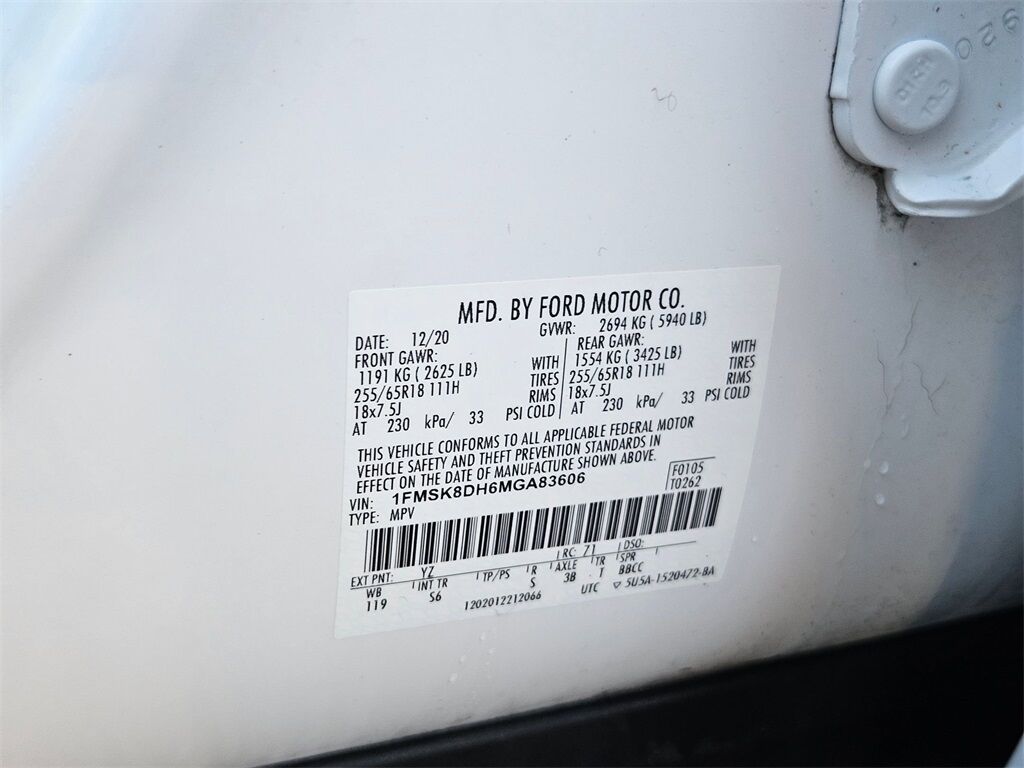 920
MFD. BY FORD MOTOR CO.
DATE: 12/20 GVWR: 2694 KG ( 5940 LB)
FRONT GAWR: REAR GAWR:
1191 KG ( 2625 LB) WITH 1554 KG ( 3425 LB) WITH
255/65R18 111H TIRES 255/65R18 111H TIRES
18x7.5J RIMS 18x7.5J RIMS
AT 230 kPa/ 33 PSI COLD AT 230 kPa/ 33 PSI COLD
THIS VEHICLE CONFORMS TO ALL APPLICABLE FEDERAL MOTOR
VEHICLE SAFETY AND THEFT PREVENTION STANDARDS IN
EFFECT ON THE DATE OF MANUFACTURE SHOWN ABOVE.
VIN: 1FMSK8DH6MGA83606 F0105
TYPE: MPV T0262
EXT PNT: YZ RC: 71 DSO:
WB INT TR TP/PS R AXLE TR SPR
119 S6 S 3B T BBCC
1202012212066 UTC ▽ 5U5A-1520472-BA